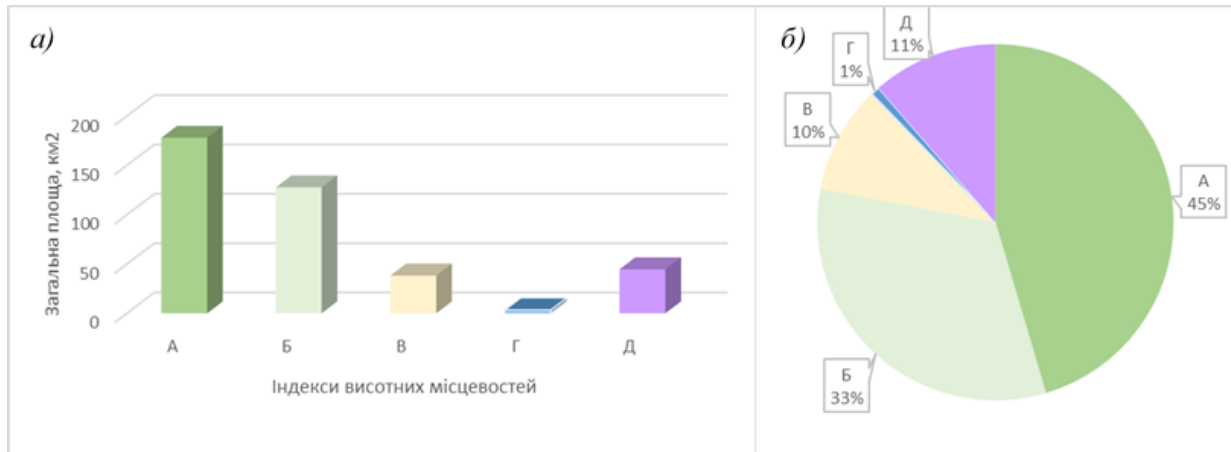 а)
Загальна площа, км2
200
150
100
50
0
А
Б
В
Г
Д
Індекси висотних місцевостей
б)
Д
11%
Г
1%
В
10%
А
45%
Б
33%